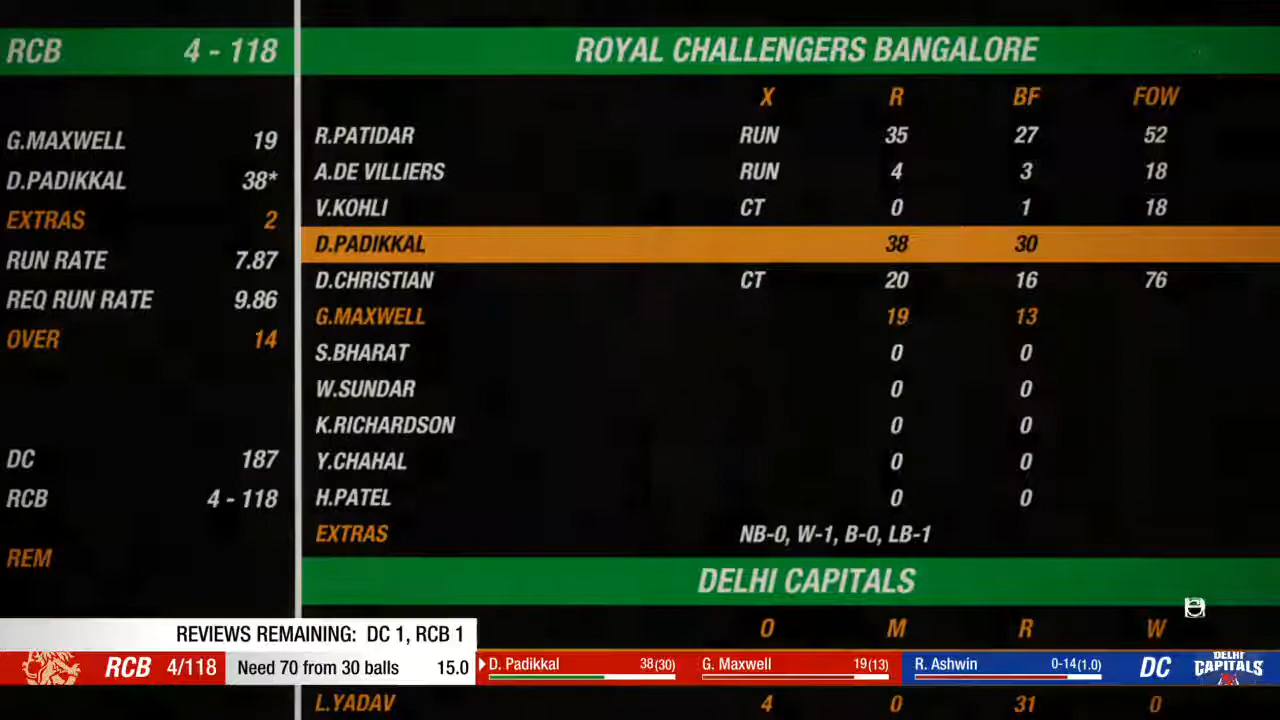 RCB 4 - 118
G.MAXWELL 19
D.PADIKKAL 38*
EXTRAS 2
RUN RATE 7.87
REQ RUN RATE 9.86
OVER 14
DC 187
RCB 4 - 118
REM
ROYAL CHALLENGERS BANGALORE
X R BF FOW
R.PATIDAR RUN 35 27 52
A.DE VILLIERS RUN 4 3 18
V.KOHLI CT 0 1 18
D.PADIKKAL 38 30
D.CHRISTIAN CT 20 16 76
G.MAXWELL 19 13
S.BHARAT 0 0
W.SUNDAR 0 0
K.RICHARDSON 0 0
Y.CHAHAL 0 0
H.PATEL 0 0
EXTRAS NB-0, W-1, B-0, LB-1
DELHI CAPITALS
O M R W
REVIEWS REMAINING: DC 1, RCB 1
RCB 4/118 Need 70 from 30 balls 15.0 D. Padikkal 38(30) G. Maxwell 19(13) R. Ashwin 0-14(1.0) DC DELHI CAPITALS
L.YADAV 4 0 31 0